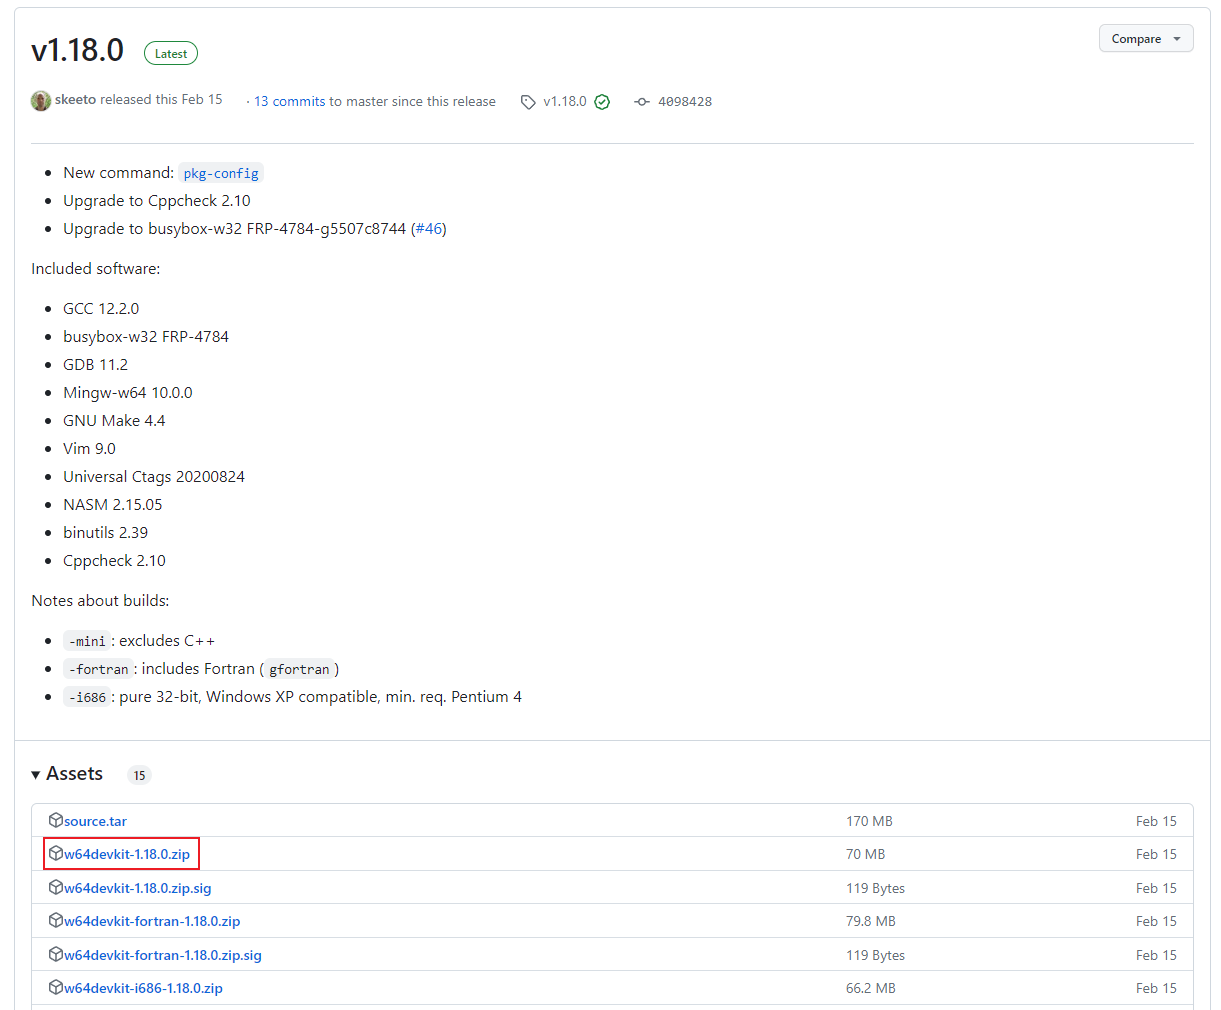 v1.18.0 Latest Compare
skeeto released this Feb 15 · 13 commits to master since this release v1.18.0 4098428
New command: pkg-config
Upgrade to Cppcheck 2.10
Upgrade to busybox-w32 FRP-4784-g5507c8744 (#46)
Included software:
GCC 12.2.0
busybox-w32 FRP-4784
GDB 11.2
Mingw-w64 10.0.0
GNU Make 4.4
Vim 9.0
Universal Ctags 20200824
NASM 2.15.05
binutils 2.39
Cppcheck 2.10
Notes about builds:
-mini: excludes C++
-fortran: includes Fortran (gfortran)
-i686: pure 32-bit, Windows XP compatible, min. req. Pentium 4
Assets 15
source.tar 170 MB Feb 15
w64devkit-1.18.0.zip 70 MB Feb 15
w64devkit-1.18.0.zip.sig 119 Bytes Feb 15
w64devkit-fortran-1.18.0.zip 79.8 MB Feb 15
w64devkit-fortran-1.18.0.zip.sig 119 Bytes Feb 15
w64devkit-i686-1.18.0.zip 66.2 MB Feb 15